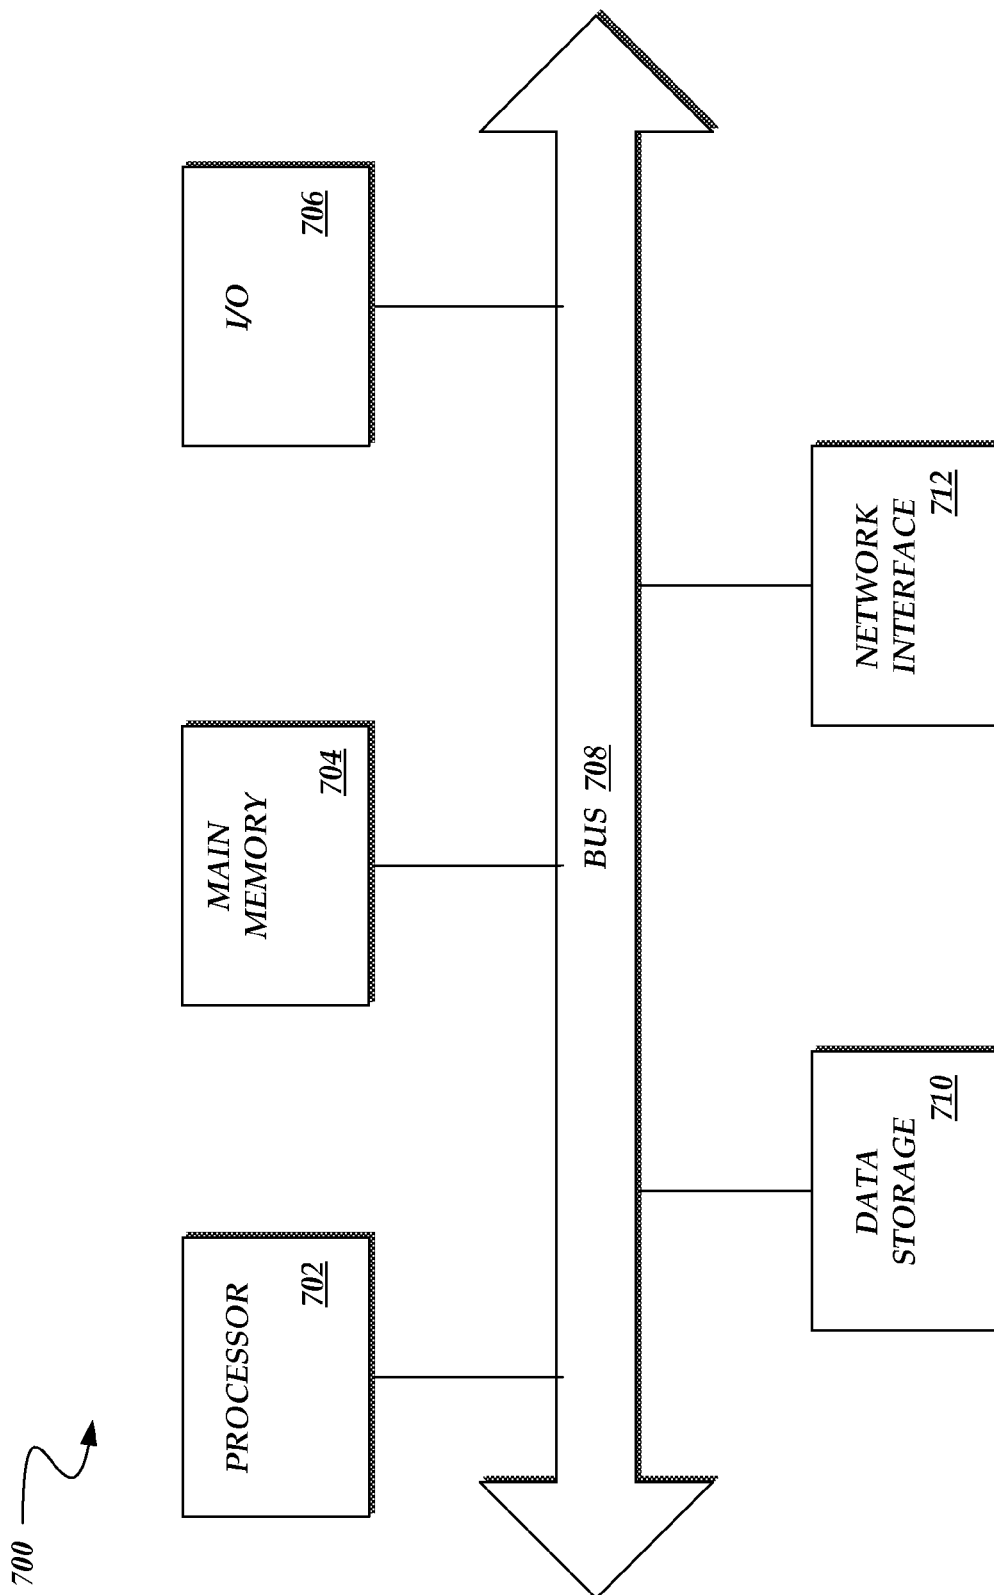 700
PROCESSOR
702
MAIN
MEMORY
704
I/O
706
BUS 708
DATA
STORAGE
710
NETWORK
INTERFACE
712